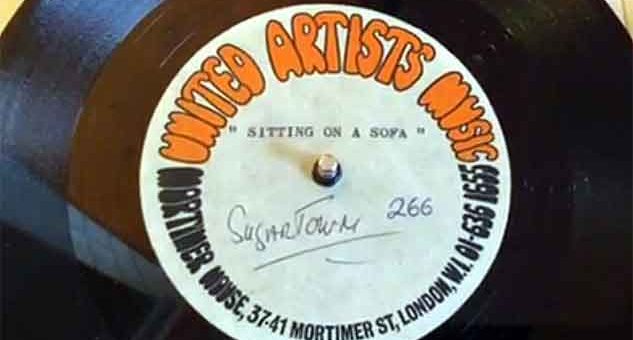 UNITED ARTISTS MUSIC
" SITTING ON A SOFA "
SugarTown 266
MORTIMER HOUSE, 37-41 MORTIMER ST, LONDON, W.1. 01-636 1655